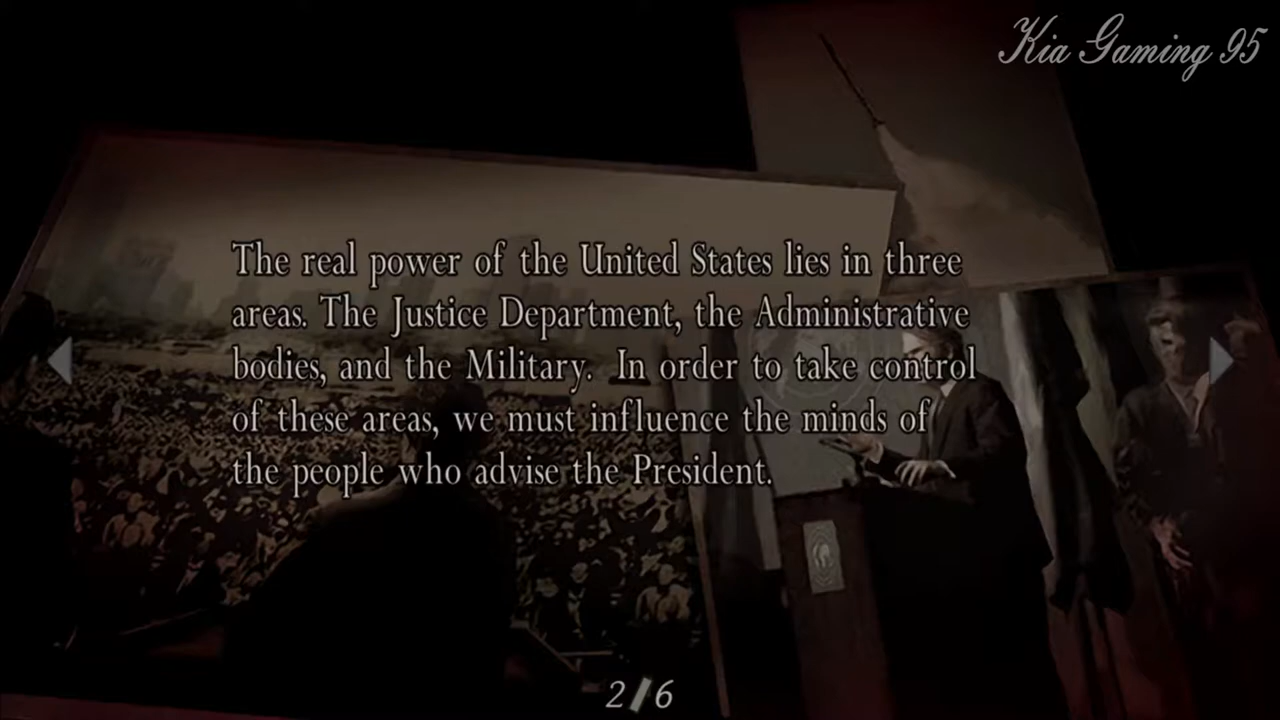 Kia Gaming 95
The real power of the United States lies in three
areas. The Justice Department, the Administrative
bodies, and the Military. In order to take control
of these areas, we must influence the minds of
the people who advise the President.
2/6